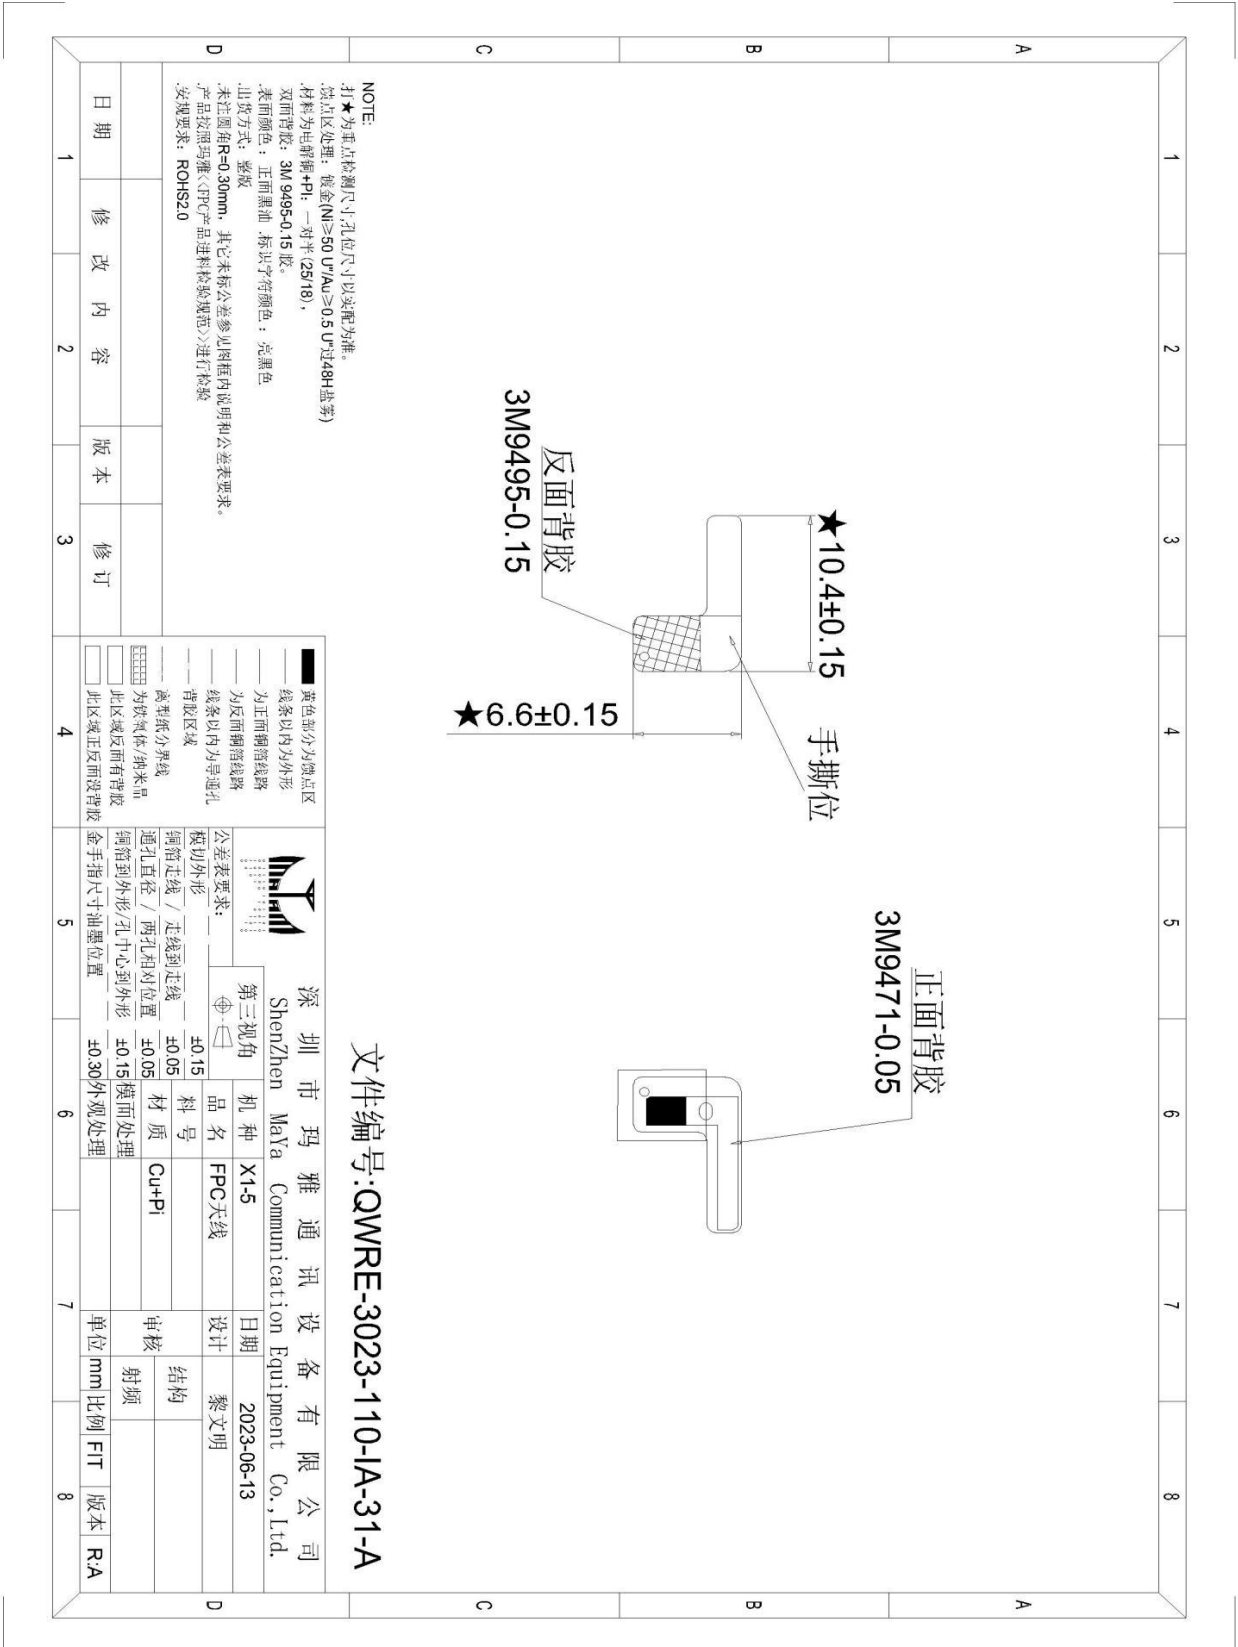 1
2
3
4
5
6
7
8
A
B
C
D
★10.4±0.15
手撕位
★6.6±0.15
反面背胶
3M9495-0.15
正面背胶
3M9471-0.05
文件编号:QWRE-3023-110-IA-31-A
NOTE:
.打★为重点检测尺寸,孔位尺寸以实配为准。
.馈点区处理：镀金(Ni≥50 U"/Au≥0.5 U"过48H盐雾)
.材料为电解铜+PI：一对半(25/18)，
双面背胶：3M 9495-0.15 胶。
.表面颜色：正面黑油 .标识字符颜色：亮黑色
.出货方式：整版
.未注圆角R=0.30mm，其它未标公差参见图框内说明和公差表要求。
.产品按照玛雅<<FPC产品进料检验规范>>进行检验
.安规要求：ROHS2.0
日期 修改内容 版本 修订
黄色部分为馈点区
线条以内为外形
为正面铜箔线路
为反面铜箔线路
线条以内为导通孔
背胶区域
离型纸分界线
为铁氧体/纳米晶
此区域反面有背胶
此区域正反面没背胶
公差表要求：
模切外形 ±0.15
铜箔走线 / 走线到走线 ±0.05
通孔直径 / 两孔相对位置 ±0.05
铜箔到外形/孔中心到外形 ±0.15
金手指尺寸油墨位置 ±0.30
深圳市玛雅通讯设备有限公司
ShenZhen MaYa Communication Equipment Co.,Ltd.
第三视角
机种 X1-5 日期 2023-06-13
品名 FPC天线 设计 黎文明
料号
材质 Cu+Pi
模面处理
外观处理
审核
结构
射频
单位 mm 比例 FIT 版本 R:A
1
2
3
4
5
6
7
8
A
B
C
D